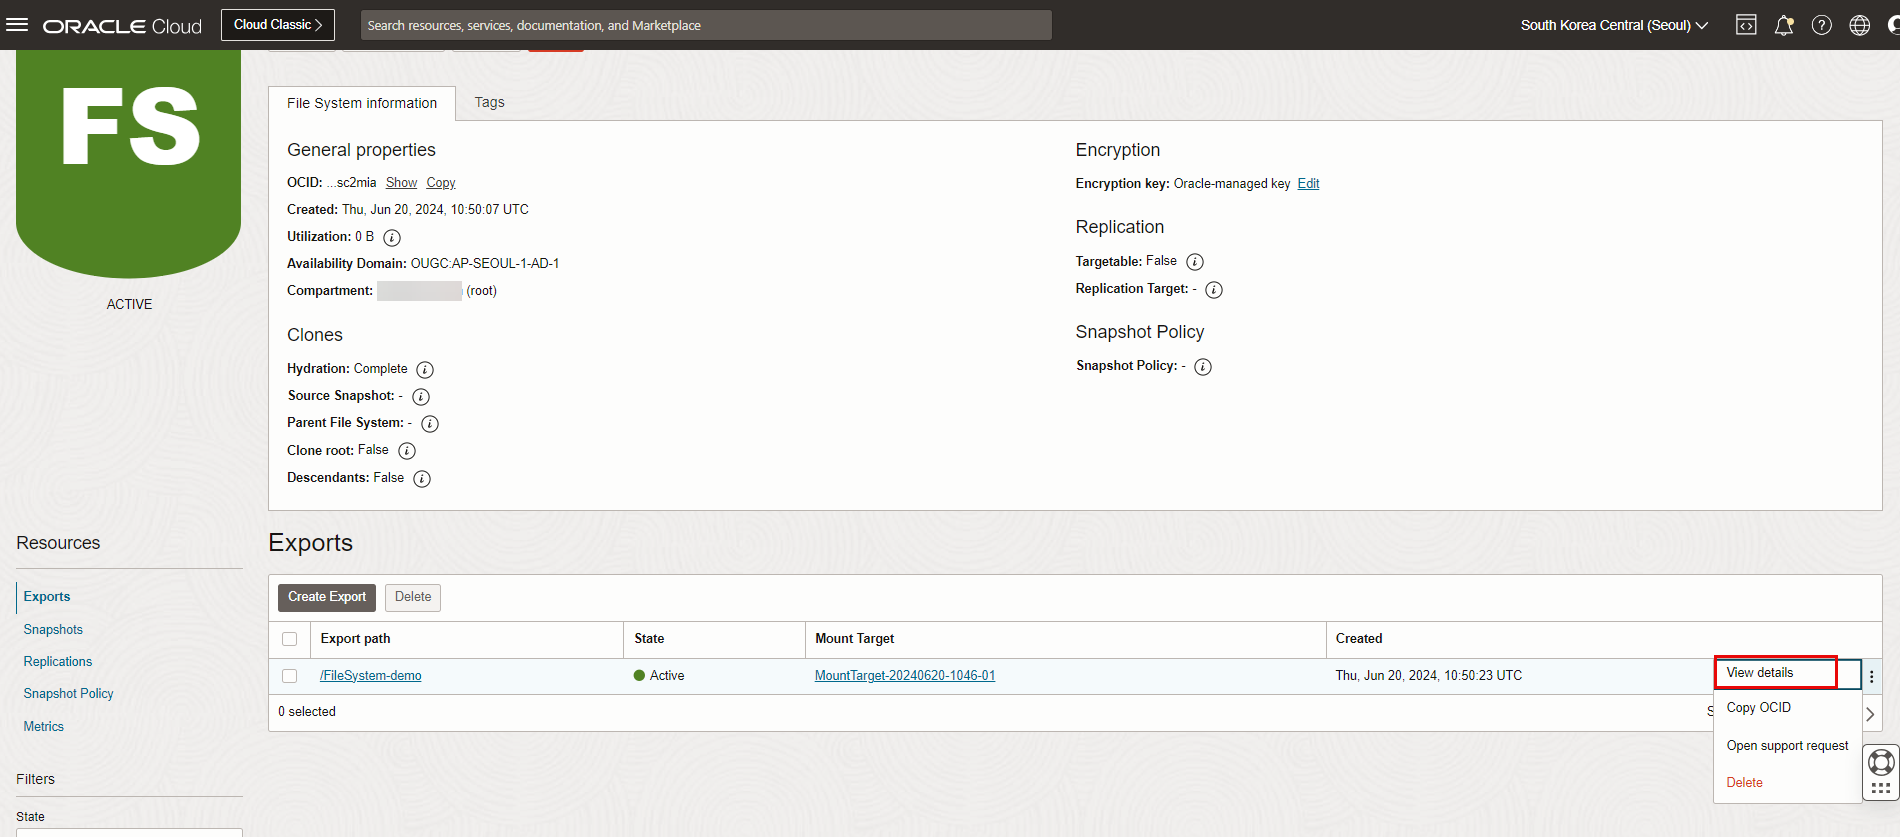 ORACLE Cloud
Cloud Classic
Search resources, services, documentation, and Marketplace
South Korea Central (Seoul)
FS
ACTIVE
File System information
Tags
General properties
OCID: ...sc2mia Show Copy
Created: Thu, Jun 20, 2024, 10:50:07 UTC
Utilization: 0 B
Availability Domain: OUGC:AP-SEOUL-1-AD-1
Compartment: (root)
Clones
Hydration: Complete
Source Snapshot: -
Parent File System: -
Clone root: False
Descendants: False
Encryption
Encryption key: Oracle-managed key Edit
Replication
Targetable: False
Replication Target: -
Snapshot Policy
Snapshot Policy: -
Resources
Exports
Snapshots
Replications
Snapshot Policy
Metrics
Filters
State
Exports
Create Export
Delete
Export path State Mount Target Created
/FileSystem-demo Active MountTarget-20240620-1046-01 Thu, Jun 20, 2024, 10:50:23 UTC
0 selected
View details
Copy OCID
Open support request
Delete